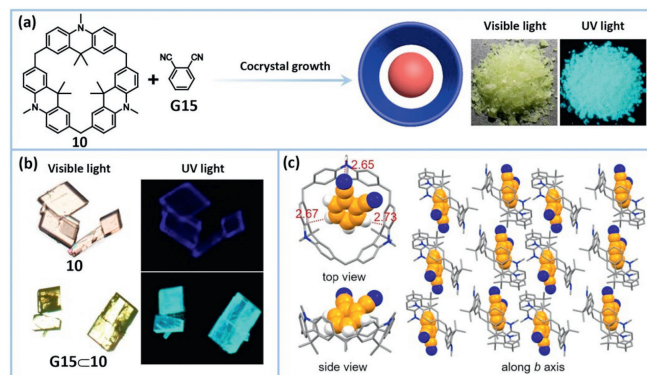 (a)
N
N
N
10
+
NC CN
G15
Cocrystal growth
Visible light UV light
(b)
Visible light UV light
10
G15⊂10
(c)
2.65
2.67
2.73
top view
side view
along b axis